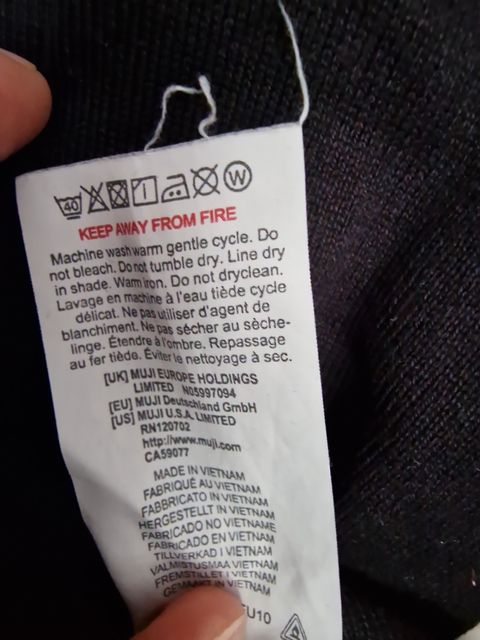 40 W
KEEP AWAY FROM FIRE
Machine wash warm gentle cycle. Do
not bleach. Do not tumble dry. Line dry
in shade. Warm iron. Do not dryclean.
Lavage en machine à l'eau tiède cycle
délicat. Ne pas utiliser d'agent de
blanchiment. Ne pas sécher au sèche-
linge. Étendre à l'ombre. Repassage
au fer tiède. Éviter le nettoyage à sec.
[UK] MUJI EUROPE HOLDINGS
LIMITED N05997094
[EU] MUJI Deutschland GmbH
[US] MUJI U.S.A. LIMITED
RN120702
http://www.muji.com
CA59077
MADE IN VIETNAM
FABRIQUÉ AU VIETNAM
FABBRICATO IN VIETNAM
HERGESTELLT IN VIETNAM
FABRICADO NO VIETNAME
FABRICADO EN VIETNAM
TILLVERKAD I VIETNAM
VALMISTUSMAA VIETNAM
FREMSTILLET I VIETNAM
GEMAAKT IN VIETNAM